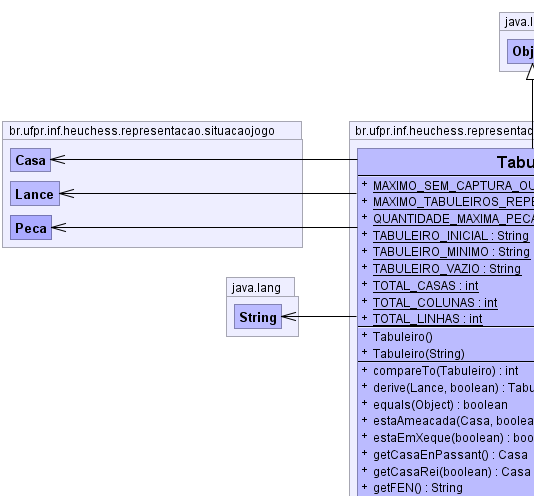 java.l
Obj
br.ufpr.inf.heuchess.representacao.situacaojogo
Casa
Lance
Peca
java.lang
String
br.ufpr.inf.heuchess.representaca
Tabu
+ MAXIMO_SEM_CAPTURA_OU
+ MAXIMO_TABULEIROS_REPE
+ QUANTIDADE_MAXIMA_PECA
+ TABULEIRO_INICIAL : String
+ TABULEIRO_MINIMO : String
+ TABULEIRO_VAZIO : String
+ TOTAL_CASAS : int
+ TOTAL_COLUNAS : int
+ TOTAL_LINHAS : int
+ Tabuleiro()
+ Tabuleiro(String)
+ compareTo(Tabuleiro) : int
+ derive(Lance, boolean) : Tabu
+ equals(Object) : boolean
+ estaAmeacada(Casa, boolea
+ estaEmXeque(boolean) : boo
+ getCasaEnPassant() : Casa
+ getCasaRei(boolean) : Casa
+ getFEN() : String